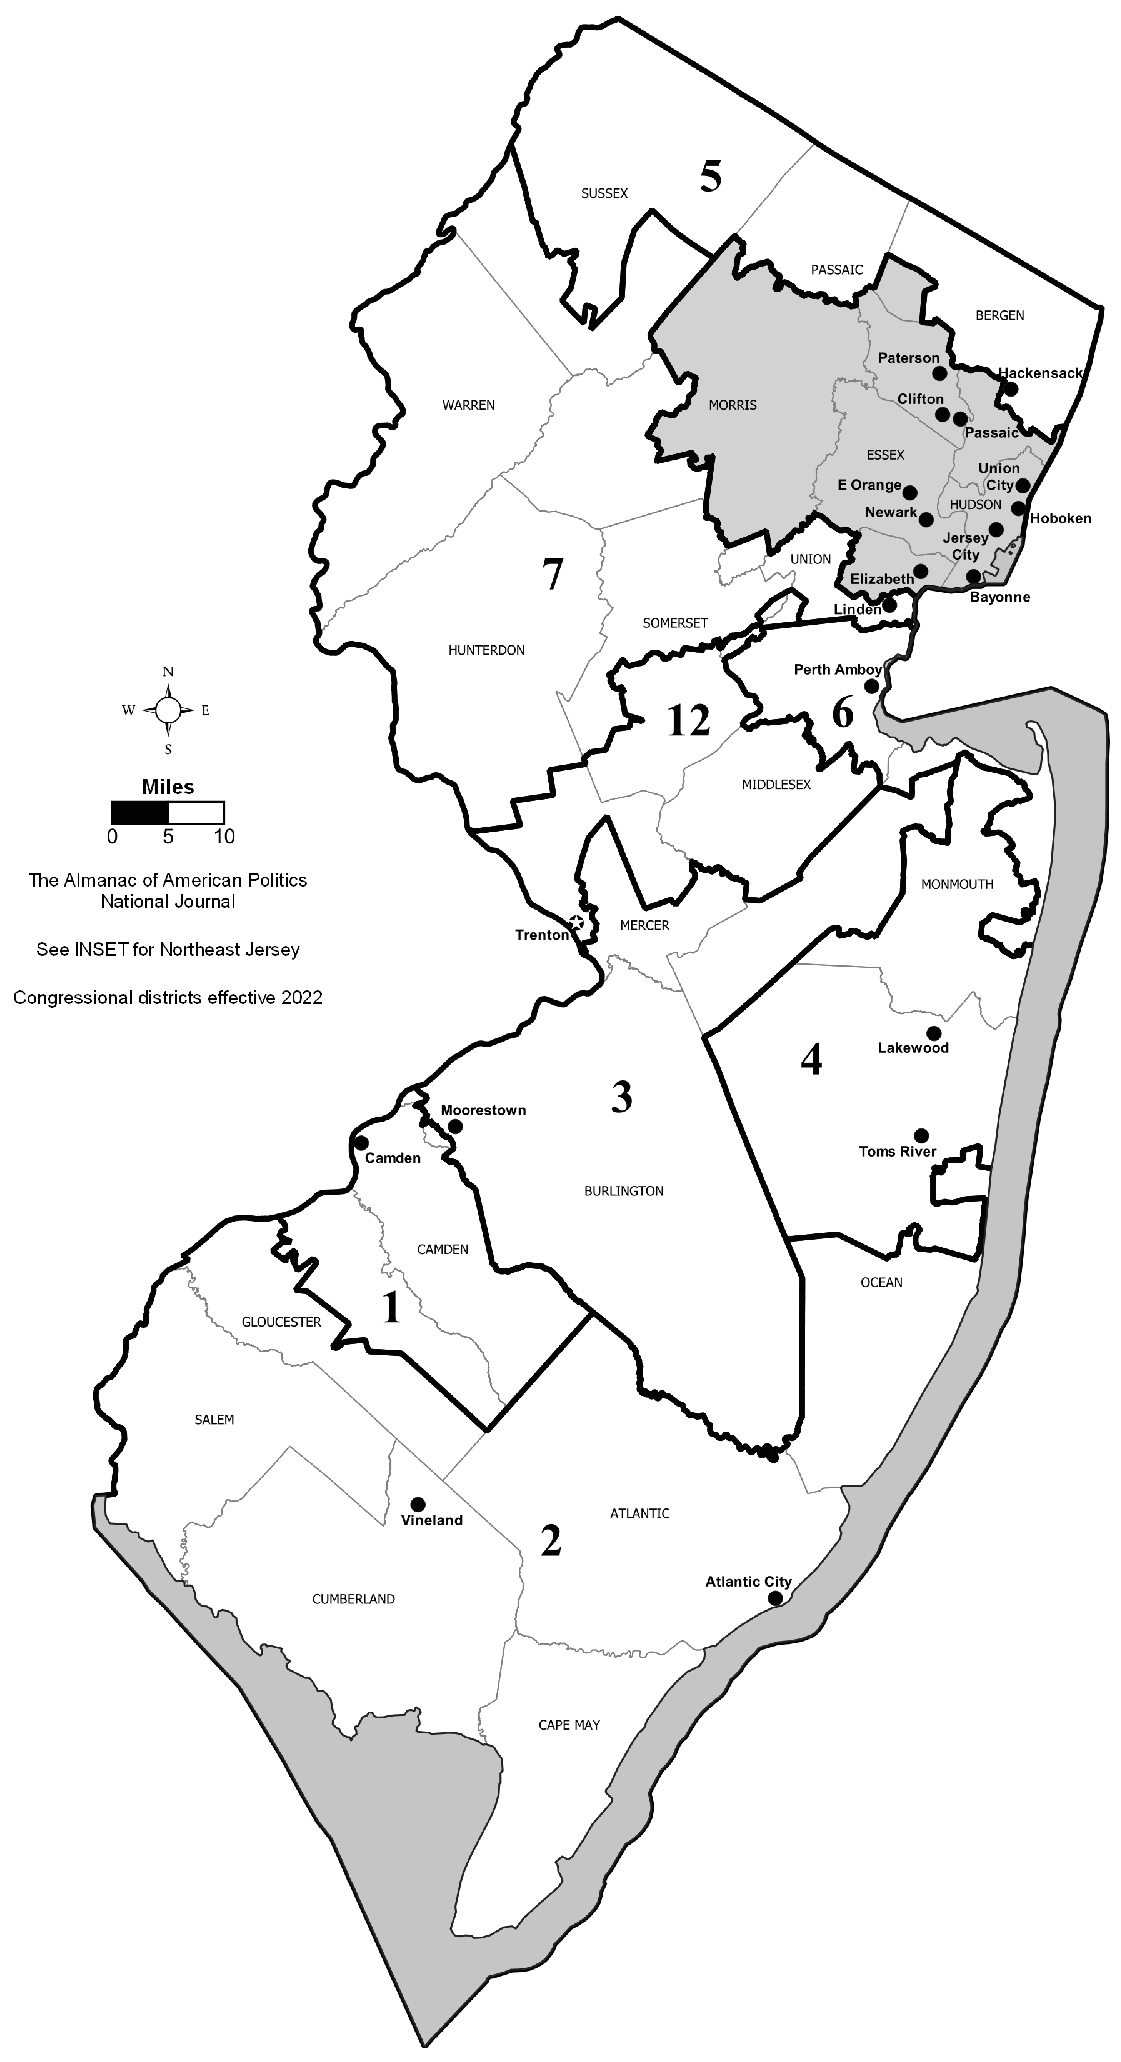 5
SUSSEX
PASSAIC
BERGEN
Paterson
Hackensack
WARREN
MORRIS
Clifton
Passaic
ESSEX
Union
City
E Orange
HUDSON
Newark
Hoboken
Jersey
City
UNION
7
Elizabeth
Bayonne
Linden
SOMERSET
HUNTERDON
Perth Amboy
N
W
E
S
12
6
Miles
0
5
10
MIDDLESEX
The Almanac of American Politics
National Journal
MONMOUTH
MERCER
Trenton
See INSET for Northeast Jersey
Congressional districts effective 2022
Lakewood
4
3
Moorestown
Toms River
Camden
BURLINGTON
CAMDEN
OCEAN
1
GLOUCESTER
SALEM
ATLANTIC
Vineland
2
Atlantic City
CUMBERLAND
CAPE MAY